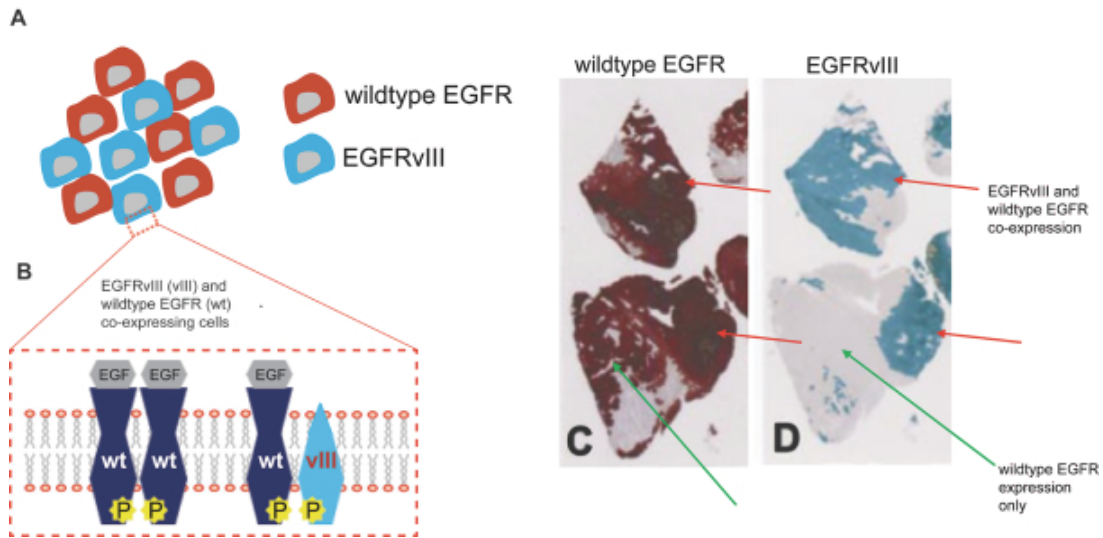 A
wildtype EGFR
EGFRvIII
B
EGFRvIII (vIII) and
wildtype EGFR (wt)
co-expressing cells
EGF
EGF
EGF
wt
wt
wt
vIII
P
P
P
P
wildtype EGFR
EGFRvIII
C
D
EGFRvIII and
wildtype EGFR
co-expression
wildtype EGFR
expression
only